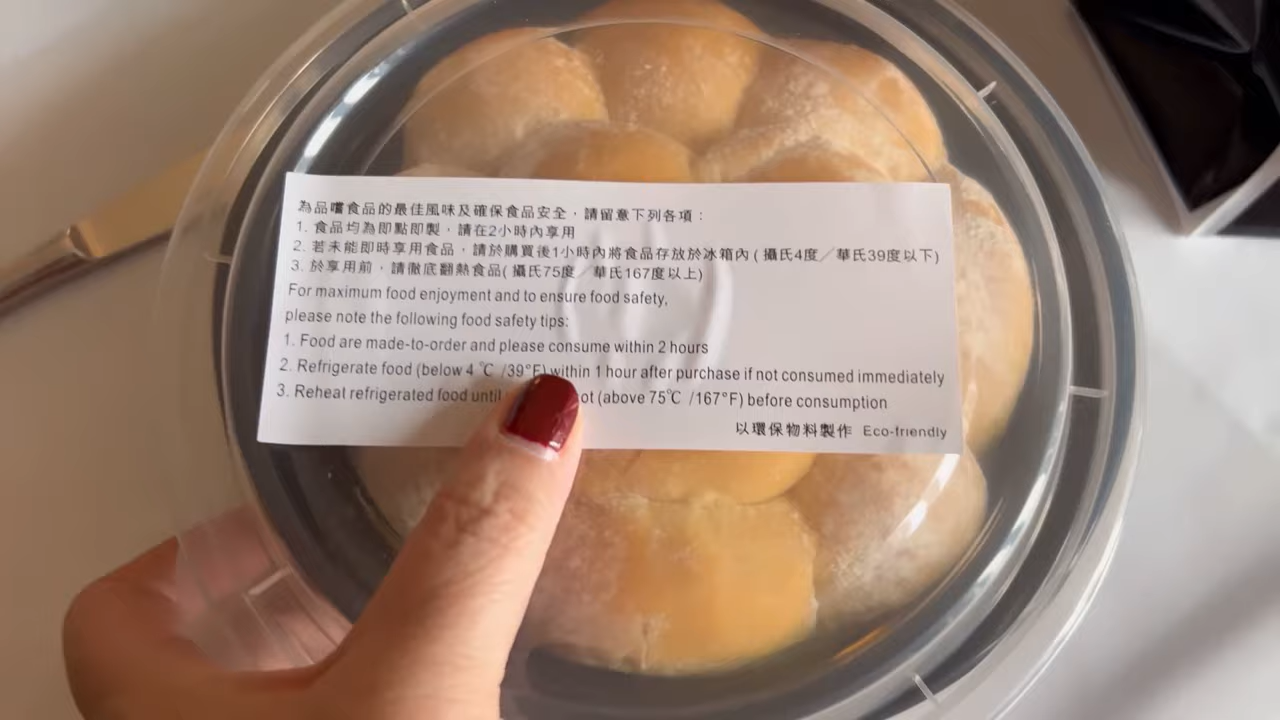 為品嚐食品的最佳風味及確保食品安全，請留意下列各項：
1. 食品均為即點即製，請在2小時內享用
2. 若未能即時享用食品，請於購買後1小時內將食品存放於冰箱內 ( 攝氏4度／華氏39度以下)
3. 於享用前，請徹底翻熱食品( 攝氏75度／華氏167度以上)
For maximum food enjoyment and to ensure food safety,
please note the following food safety tips:
1. Food are made-to-order and please consume within 2 hours
2. Refrigerate food (below 4 ℃ /39°F) within 1 hour after purchase if not consumed immediately
3. Reheat refrigerated food until (above 75℃ /167°F) before consumption
以環保物料製作 Eco-friendly